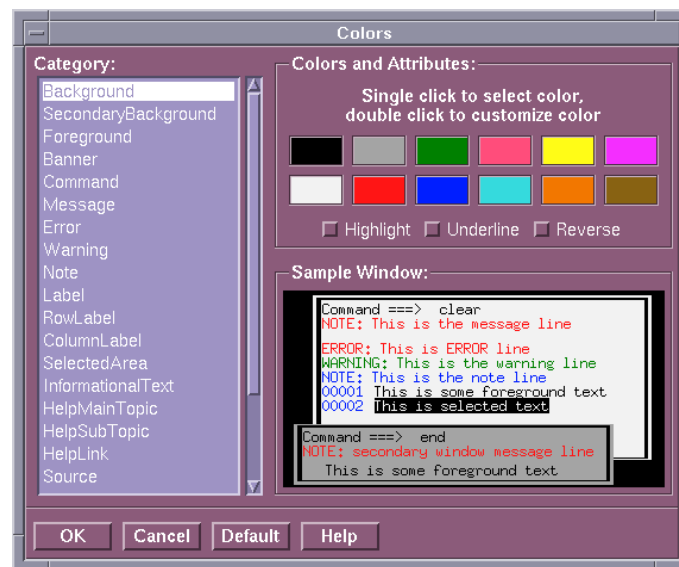 Colors
Category:
Background
SecondaryBackground
Foreground
Banner
Command
Message
Error
Warning
Note
Label
RowLabel
ColumnLabel
SelectedArea
InformationalText
HelpMainTopic
HelpSubTopic
HelpLink
Source
Colors and Attributes:
Single click to select color,
double click to customize color
Highlight Underline Reverse
Sample Window:
Command ===> clear
NOTE: This is the message line
ERROR: This is ERROR line
WARNING: This is the warning line
NOTE: This is the note line
00001 This is some foreground text
00002 This is selected text
Command ===> end
NOTE: secondary window message line
This is some foreground text
OK Cancel Default Help